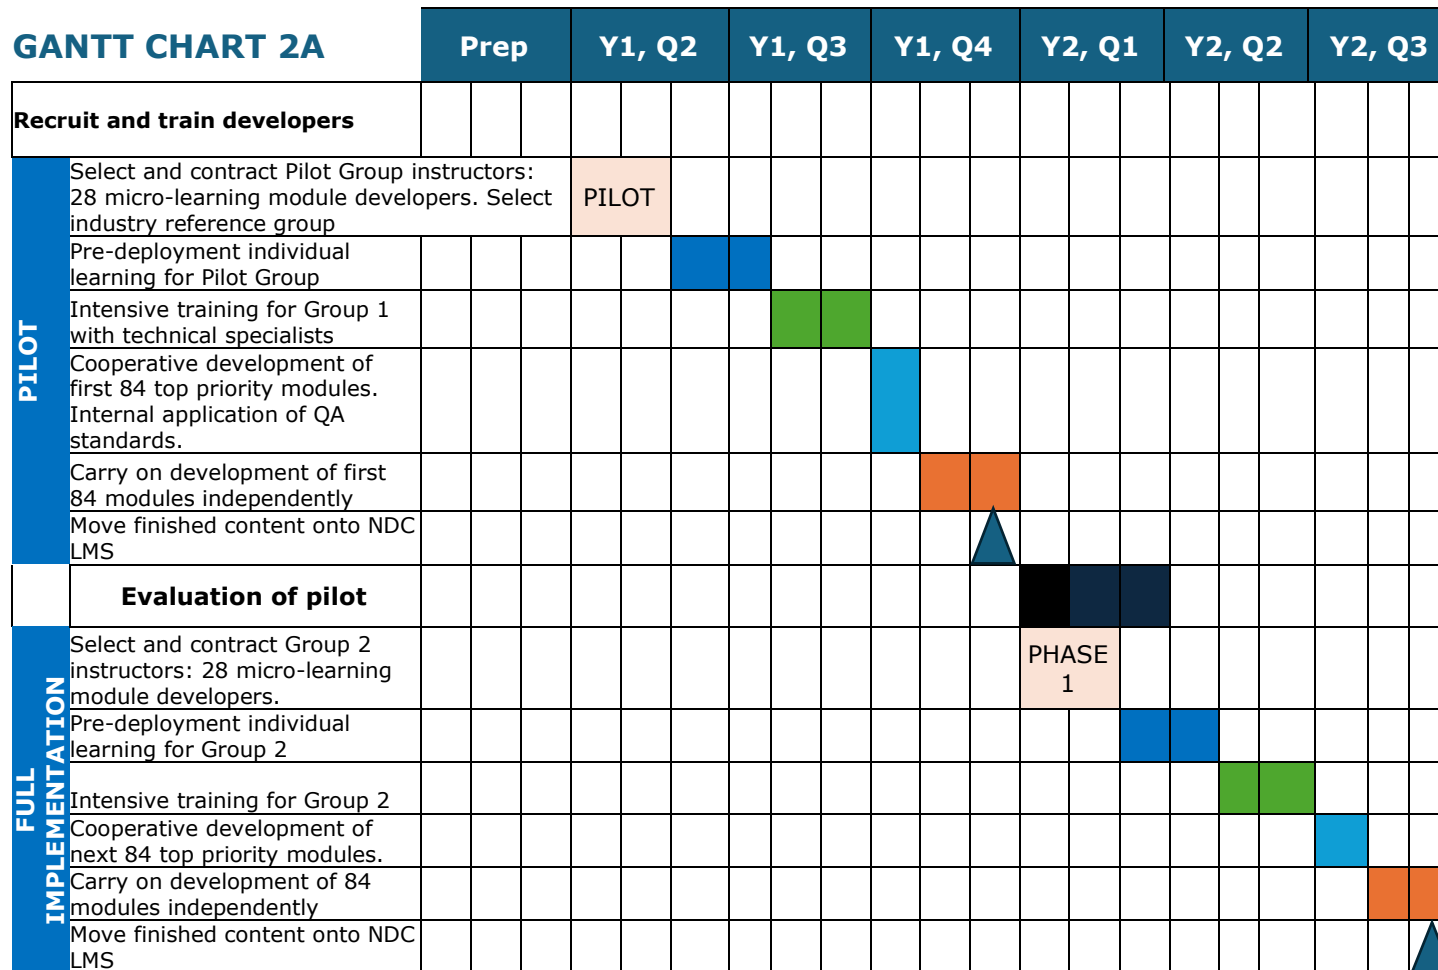 GANTT CHART 2A
Prep
Y1, Q2
Y1, Q3
Y1, Q4
Y2, Q1
Y2, Q2
Y2, Q3
Recruit and train developers
PILOT
Select and contract Pilot Group instructors:
28 micro-learning module developers. Select
industry reference group
PILOT
Pre-deployment individual
learning for Pilot Group
Intensive training for Group 1
with technical specialists
Cooperative development of
first 84 top priority modules.
Internal application of QA
standards.
Carry on development of first
84 modules independently
Move finished content onto NDC
LMS
Evaluation of pilot
FULL
IMPLEMENTATION
Select and contract Group 2
instructors: 28 micro-learning
module developers.
PHASE
1
Pre-deployment individual
learning for Group 2
Intensive training for Group 2
Cooperative development of
next 84 top priority modules.
Carry on development of 84
modules independently
Move finished content onto NDC
LMS